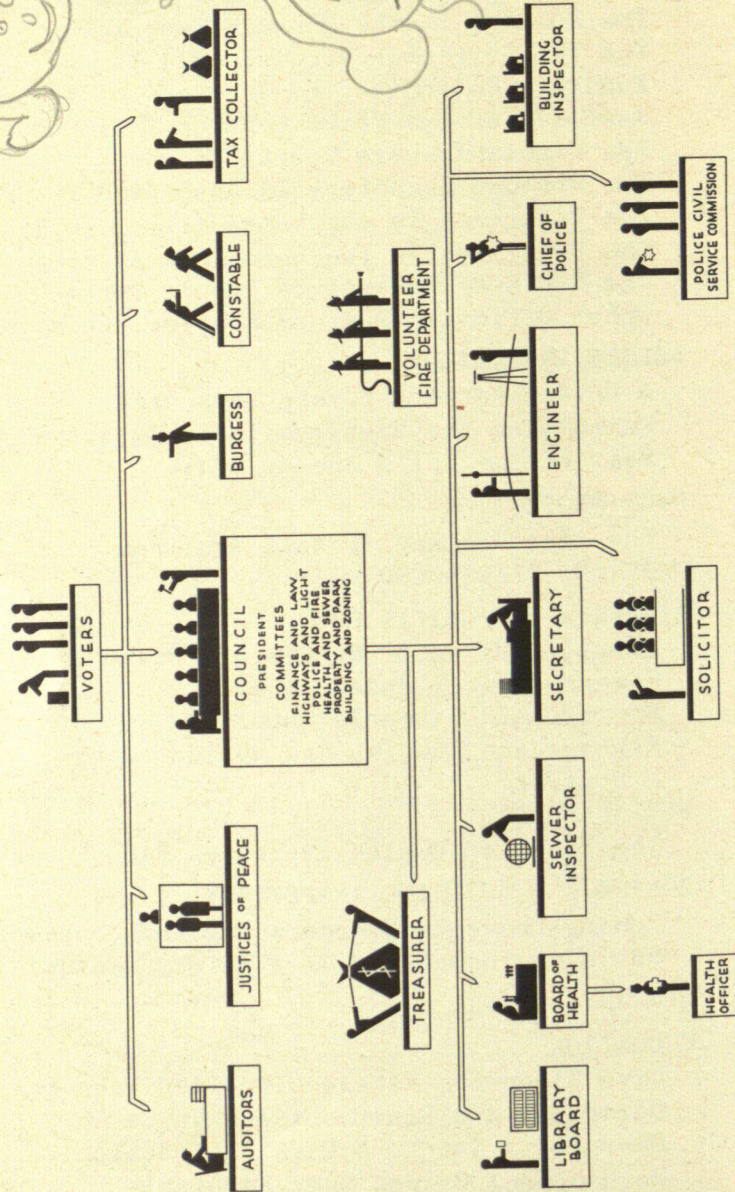 VOTERS
AUDITORS
JUSTICES OF PEACE
COUNCIL
PRESIDENT
COMMITTEES
FINANCE AND LAW
HIGHWAYS AND LIGHT
POLICE AND FIRE
HEALTH AND SEWER
PROPERTY AND PARK
BUILDING AND ZONING
BURGESS
CONSTABLE
TAX COLLECTOR
TREASURER
VOLUNTEER
FIRE DEPARTMENT
LIBRARY
BOARD
BOARD OF
HEALTH
SEWER
INSPECTOR
SECRETARY
ENGINEER
CHIEF OF
POLICE
BUILDING
INSPECTOR
HEALTH
OFFICER
SOLICITOR
POLICE CIVIL
SERVICE COMMISSION